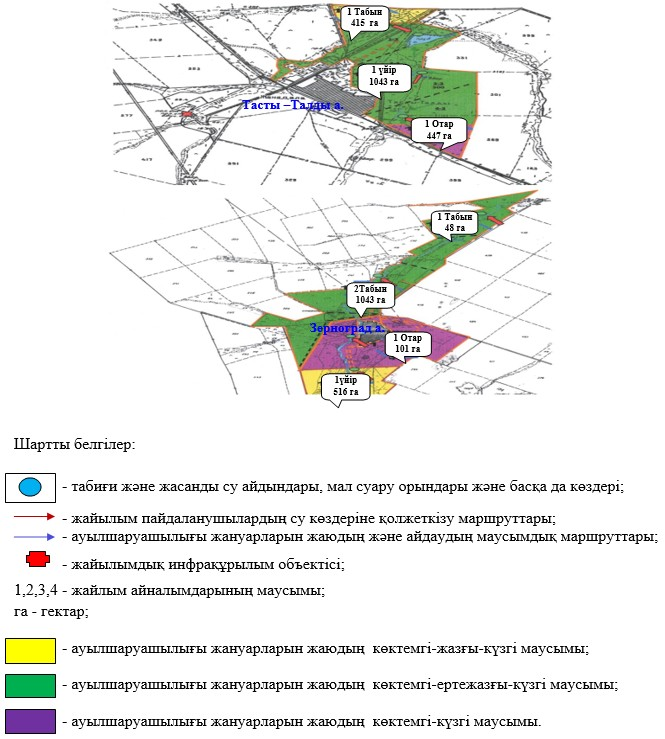 1 Табын
415 га
1 үйір
1043 га
Тасты –Талды а.
1 Отар
447 га
1 Табын
48 га
2Табын
1043 га
Зерноград а.
1 Отар
101 га
1үйір
516 га
Шартты белгілер:
- табиғи және жасанды су айдындары, мал суару орындары және басқа да көздері;
- жайылым пайдаланушылардың су көздеріне қолжеткізу маршруттары;
- ауылшаруашылығы жануарларын жаюдың және айдаудың маусымдық маршруттары;
- жайылымдық инфрақұрылым объектісі;
1,2,3,4 - жайлым айналымдарының маусымы;
га - гектар;
- ауылшаруашылығы жануарларын жаюдың көктемгі-жазғы-күзгі маусымы;
- ауылшаруашылығы жануарларын жаюдың көктемгі-ертежазғы-күзгі маусымы;
- ауылшаруашылығы жануарларын жаюдың көктемгі-күзгі маусымы.